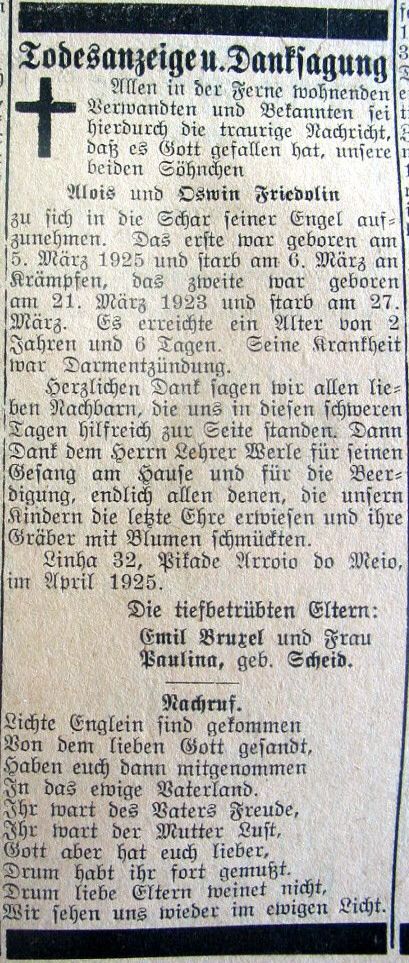 Todesanzeige u. Danksagung
Allen in der Ferne wohnenden
Verwandten und Bekannten sei
hierdurch die traurige Nachricht,
daß es Gott gefallen hat, unsere
beiden Söhnchen
Alois und Oswin Friedolin
zu sich in die Schar seiner Engel auf-
zunehmen. Das erste war geboren am
5. März 1925 und starb am 6. März an
Krämpfen, das zweite war geboren
am 21. März 1923 und starb am 27.
März. Es erreichte ein Alter von 2
Jahren und 6 Tagen. Seine Krankheit
war Darmentzündung.
Herzlichen Dank sagen wir allen lie-
ben Nachbarn, die uns in diesen schweren
Tagen hilfreich zur Seite standen. Dann
Dank dem Herrn Lehrer Werle für seinen
Gesang am Hause und für die Beer-
digung, endlich allen denen, die unsern
Kindern die letzte Ehre erwiesen und ihre
Gräber mit Blumen schmückten.
Linha 32, Pikade Arroio do Meio,
im April 1925.
Die tiefbetrübten Eltern:
Emil Bruxel und Frau
Paulina, geb. Scheid.
Nachruf.
Lichte Englein sind gekommen
Von dem lieben Gott gesandt,
Haben euch dann mitgenommen
In das ewige Vaterland.
Ihr wart des Vaters Freude,
Ihr wart der Mutter Lust,
Gott aber hat euch lieber,
Drum habt ihr fort gemußt.
Drum liebe Eltern weinet nicht,
Wir sehen uns wieder im ewigen Licht.